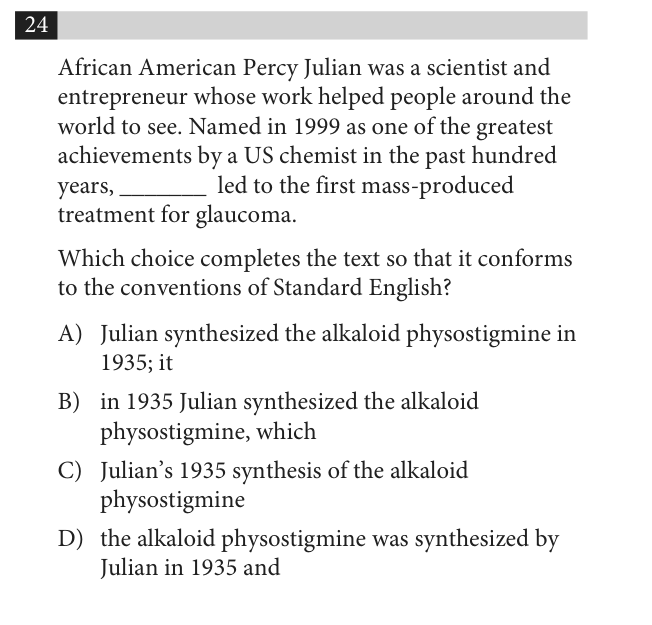 24
African American Percy Julian was a scientist and
entrepreneur whose work helped people around the
world to see. Named in 1999 as one of the greatest
achievements by a US chemist in the past hundred
years, _______ led to the first mass-produced
treatment for glaucoma.
Which choice completes the text so that it conforms
to the conventions of Standard English?
A) Julian synthesized the alkaloid physostigmine in
1935; it
B) in 1935 Julian synthesized the alkaloid
physostigmine, which
C) Julian’s 1935 synthesis of the alkaloid
physostigmine
D) the alkaloid physostigmine was synthesized by
Julian in 1935 and